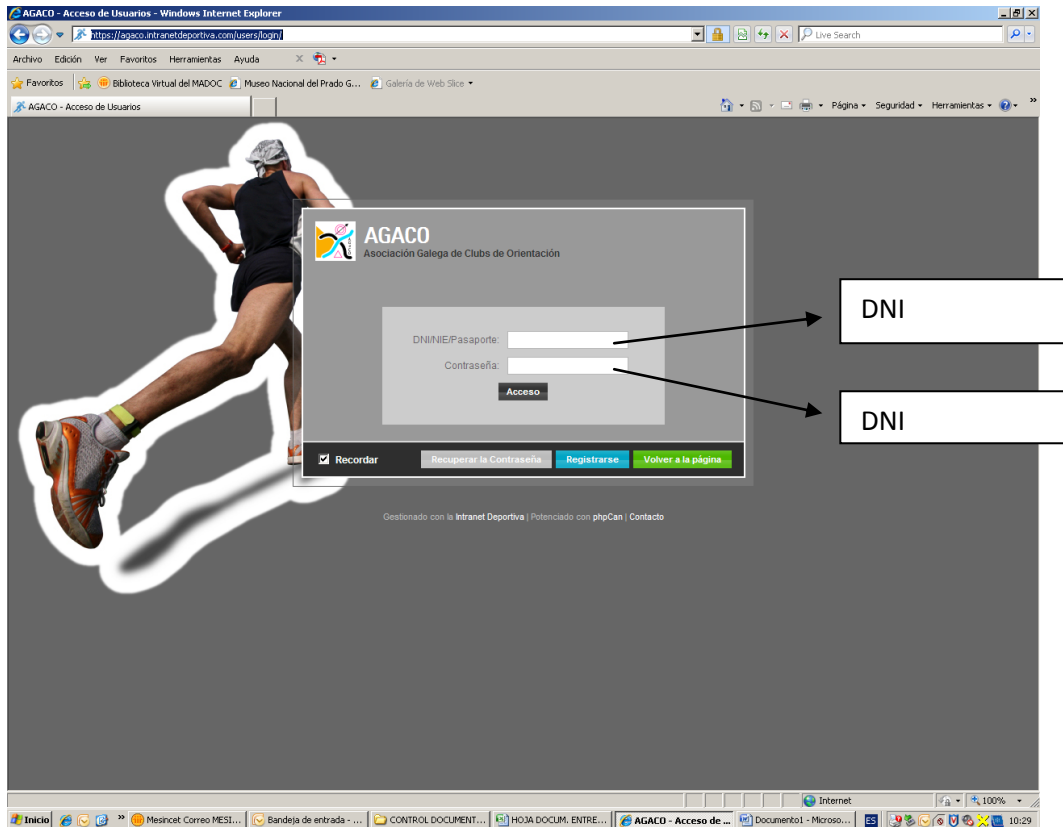 AGACO - Acceso de Usuarios - Windows Internet Explorer
https://agaco.intranetdeportiva.com/users/login/
Live Search
Archivo Edición Ver Favoritos Herramientas Ayuda
Favoritos Biblioteca Virtual del MADOC Museo Nacional del Prado G... Galería de Web Slice
AGACO - Acceso de Usuarios
Página Seguridad Herramientas
AGACO
Asociación Galega de Clubs de Orientación
DNI
DNI/NIE/Pasaporte:
Contraseña:
Acceso
DNI
Recordar Recuperar la Contraseña Registrarse Volver a la página
Gestionado con la Intranet Deportiva | Potenciado con phpCan | Contacto
Internet 100%
Inicio Mesincet Correo MESI... Bandeja de entrada - ... CONTROL DOCUMENT... HOJA DOCUM. ENTRE... AGACO - Acceso de ... Documento1 - Microso... ES 10:29